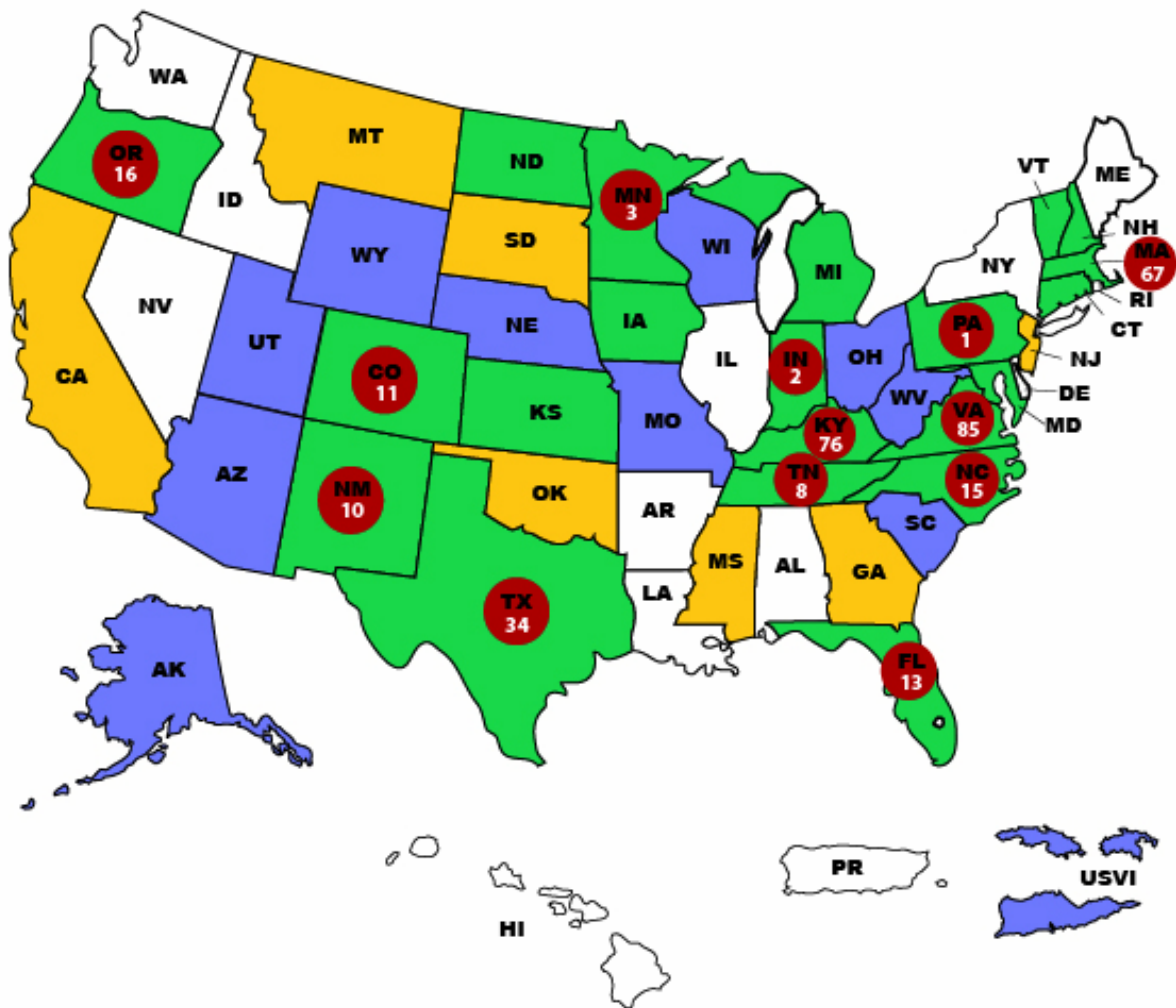 WA
MT
ND
OR
16
MN
3
VT
ME
ID
SD
WI
NH
MA
67
WY
MI
NY
RI
NV
NE
IA
PA
1
CT
UT
IL
IN
2
OH
NJ
CA
CO
11
KS
MO
WV
DE
KY
76
VA
85
MD
AZ
NM
10
OK
AR
TN
8
NC
15
SC
MS
AL
GA
LA
TX
34
FL
13
AK
PR
USVI
HI